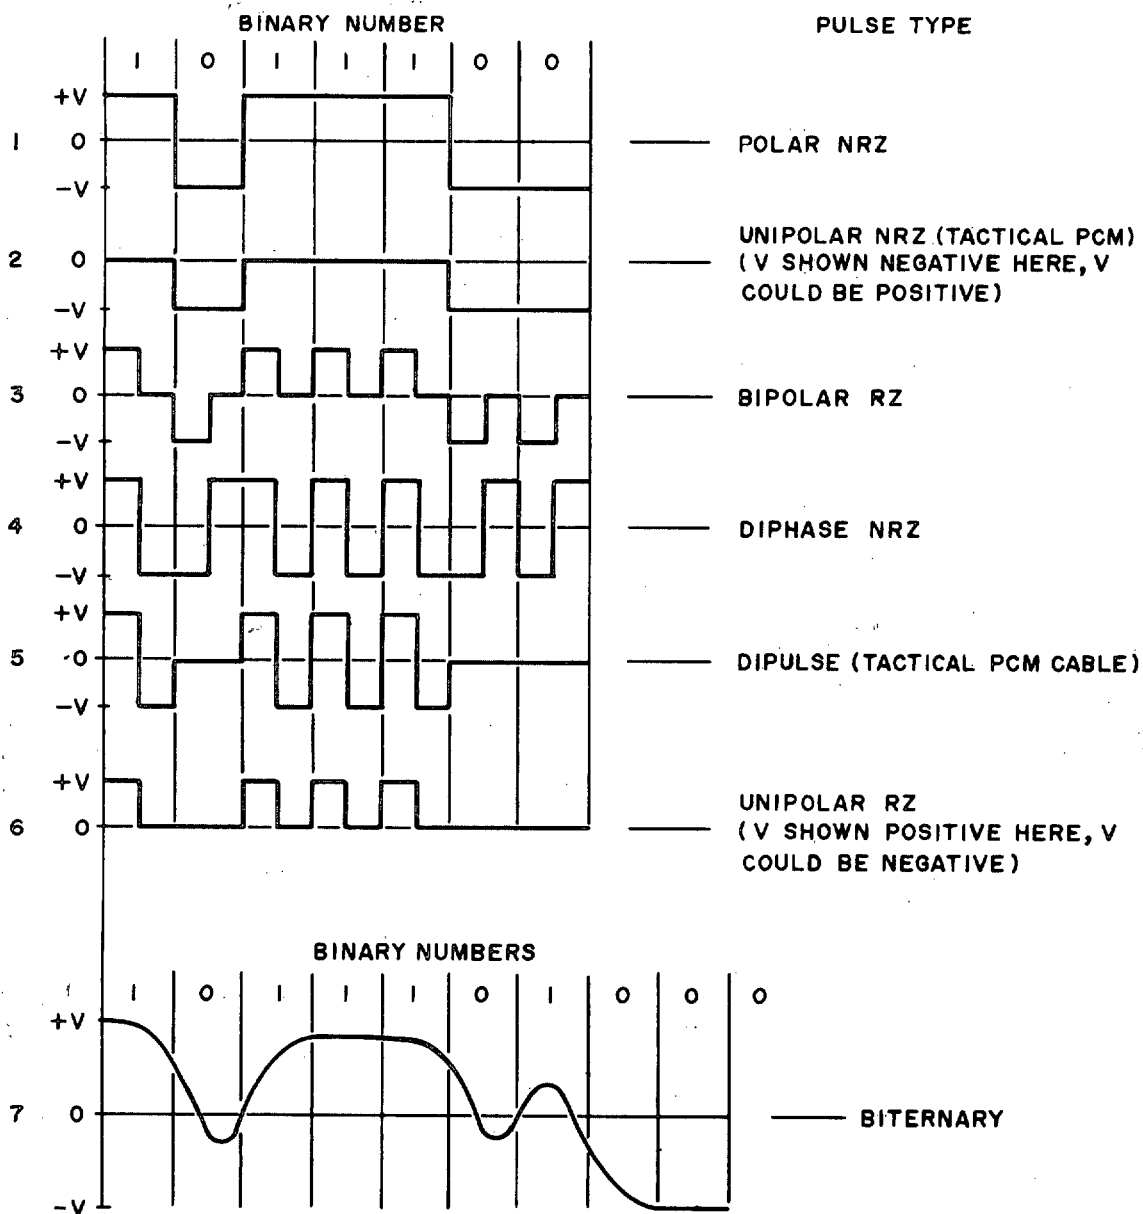 BINARY NUMBER
PULSE TYPE
1 0 1 1 1 0 0
+V
1 0 POLAR NRZ
-V
UNIPOLAR NRZ (TACTICAL PCM)
2 0 (V SHOWN NEGATIVE HERE, V
COULD BE POSITIVE)
-V
+V
3 0 BIPOLAR RZ
-V
+V
4 0 DIPHASE NRZ
-V
+V
5 0 DIPULSE (TACTICAL PCM CABLE)
-V
+V
UNIPOLAR RZ
6 0 (V SHOWN POSITIVE HERE, V
COULD BE NEGATIVE)
BINARY NUMBERS
1 0 1 1 1 0 1 0 0 0
+V
7 0 BITERNARY
-V